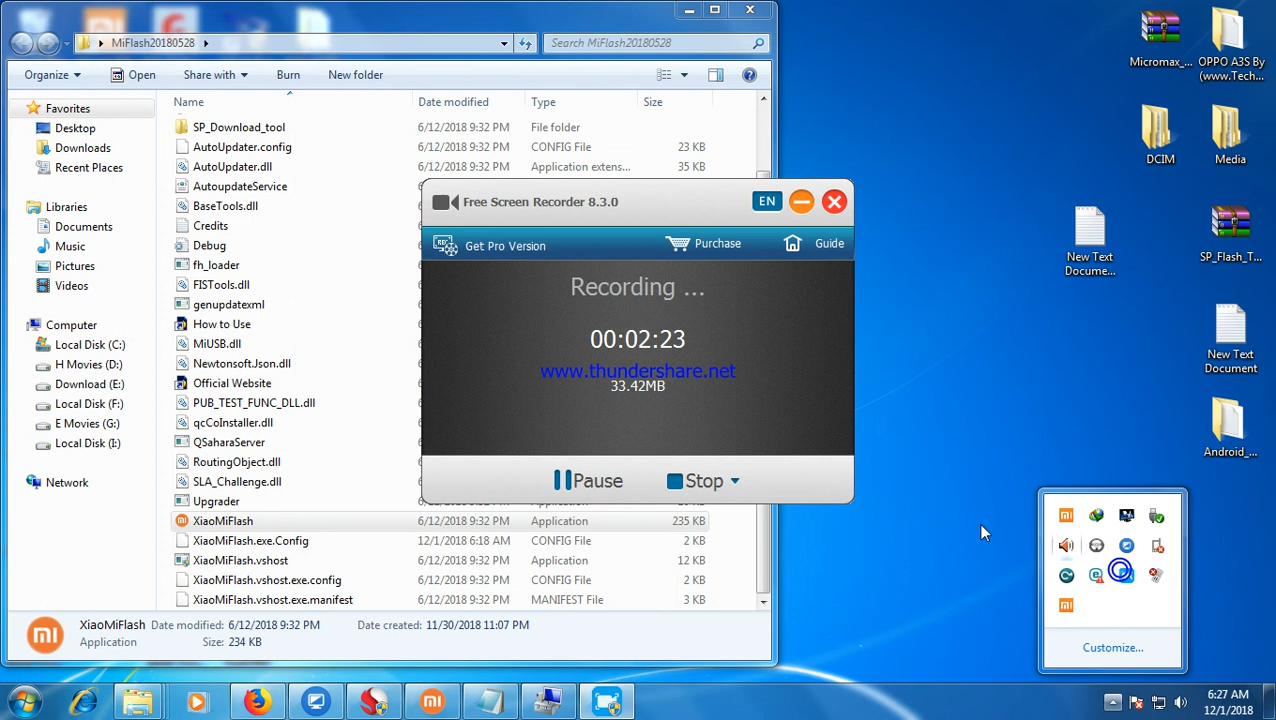 MiFlash20180528
Search MiFlash20180528
Organize Open Share with Burn New folder
Name Date modified Type Size
Favorites
Desktop
Downloads
Recent Places
Libraries
Documents
Music
Pictures
Videos
Computer
Local Disk (C:)
H Movies (D:)
Download (E:)
Local Disk (F:)
E Movies (G:)
Local Disk (I:)
Network
SP_Download_tool 6/12/2018 9:32 PM File folder
AutoUpdater.config 6/12/2018 9:32 PM CONFIG File 23 KB
AutoUpdater.dll 6/12/2018 9:32 PM Application extens... 35 KB
AutoupdateService
BaseTools.dll
Credits
Debug
fh_loader
FISTools.dll
genupdatexml
How to Use
MiUSB.dll
Newtonsoft.Json.dll
Official Website
PUB_TEST_FUNC_DLL.dll
qcCoInstaller.dll
QSaharaServer
RoutingObject.dll
SLA_Challenge.dll
Upgrader
XiaoMiFlash 6/12/2018 9:32 PM Application 235 KB
XiaoMiFlash.exe.Config 12/1/2018 6:18 AM CONFIG File 2 KB
XiaoMiFlash.vshost 6/12/2018 9:32 PM Application 12 KB
XiaoMiFlash.vshost.exe.config 6/12/2018 9:32 PM CONFIG File 2 KB
XiaoMiFlash.vshost.exe.manifest 6/12/2018 9:32 PM MANIFEST File 3 KB
XiaoMiFlash Date modified: 6/12/2018 9:32 PM Date created: 11/30/2018 11:07 PM
Application Size: 234 KB
Free Screen Recorder 8.3.0
EN
Get Pro Version
Purchase
Guide
Recording ...
00:02:23
www.thundershare.net
33.42MB
Pause
Stop
Micromax_...
OPPO A3S By
(www.Tech...
DCIM
Media
New Text
Docume...
SP_Flash_T...
New Text
Document
Android_...
Customize...
6:27 AM
12/1/2018